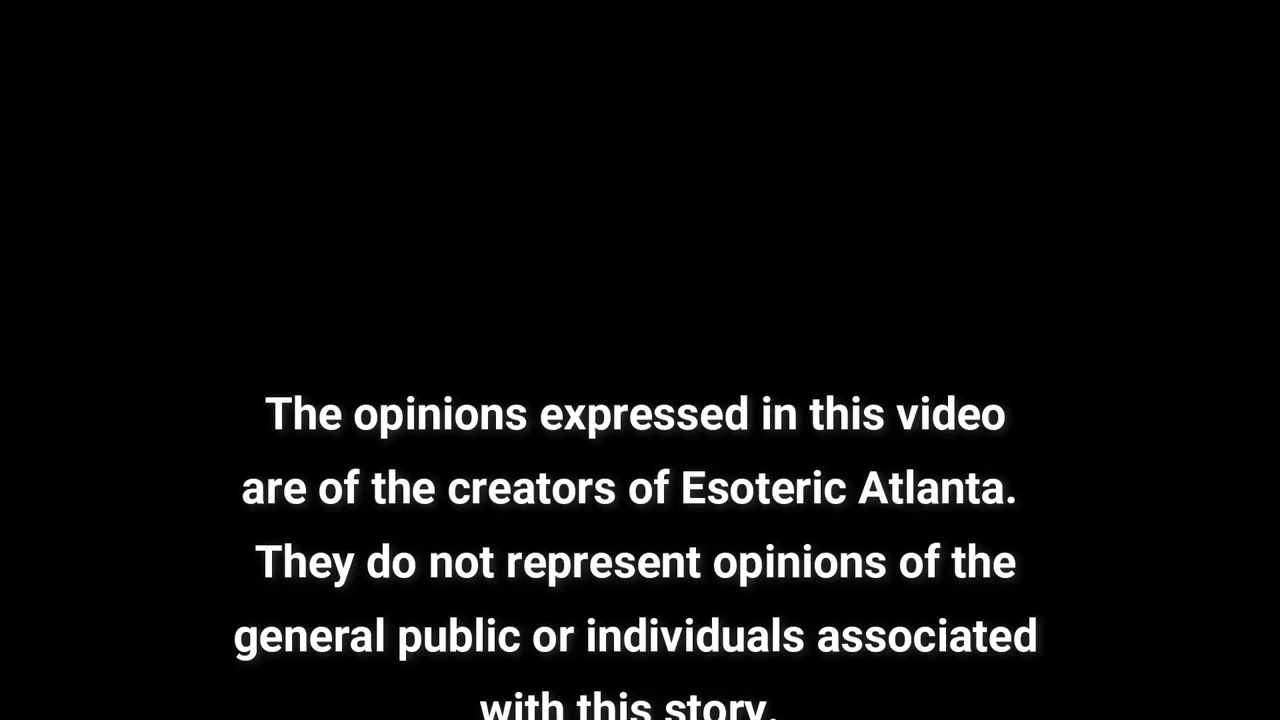 The opinions expressed in this video
are of the creators of Esoteric Atlanta.
They do not represent opinions of the
general public or individuals associated
with this story.